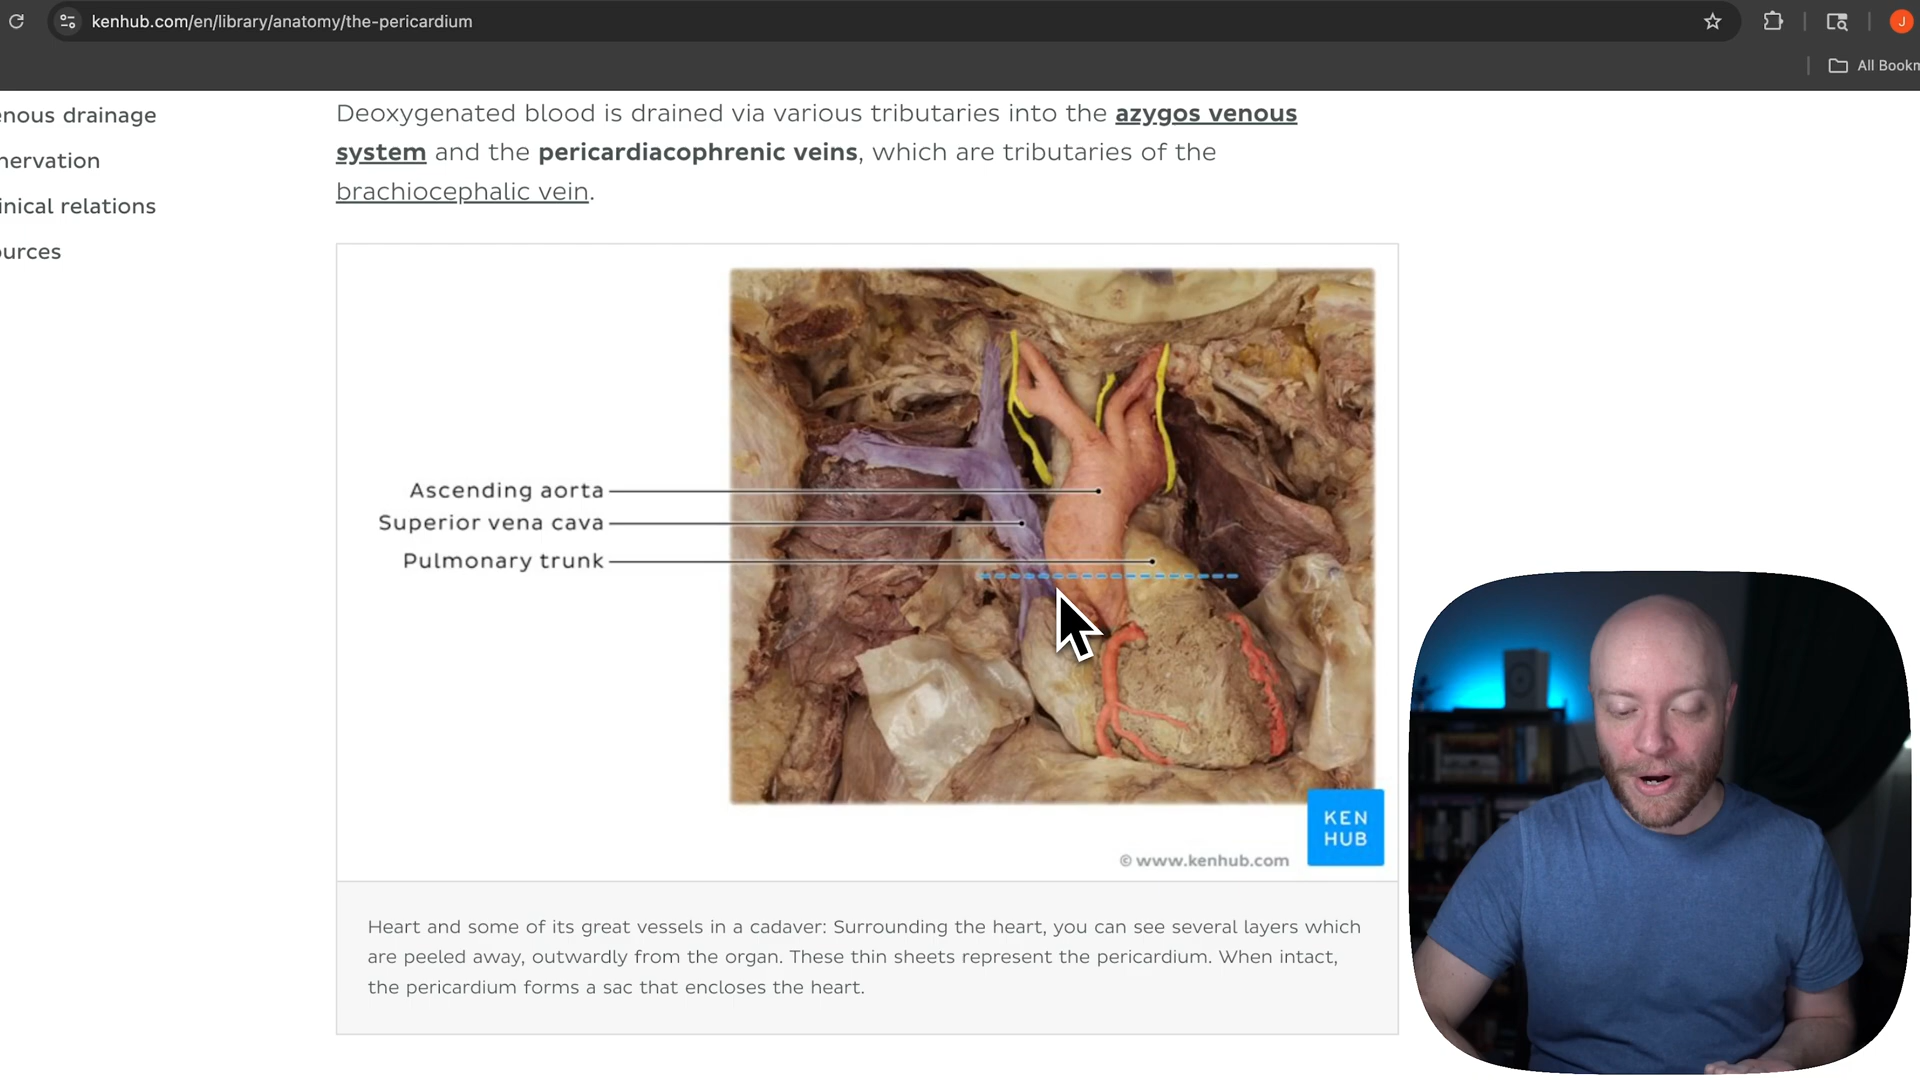 kenhub.com/en/library/anatomy/the-pericardium
J
All Bookm
enous drainage
nervation
inical relations
ources
Deoxygenated blood is drained via various tributaries into the azygos venous
system and the pericardiacophrenic veins, which are tributaries of the
brachiocephalic vein.
Ascending aorta
Superior vena cava
Pulmonary trunk
KEN
HUB
© www.kenhub.com
Heart and some of its great vessels in a cadaver: Surrounding the heart, you can see several layers which
are peeled away, outwardly from the organ. These thin sheets represent the pericardium. When intact,
the pericardium forms a sac that encloses the heart.